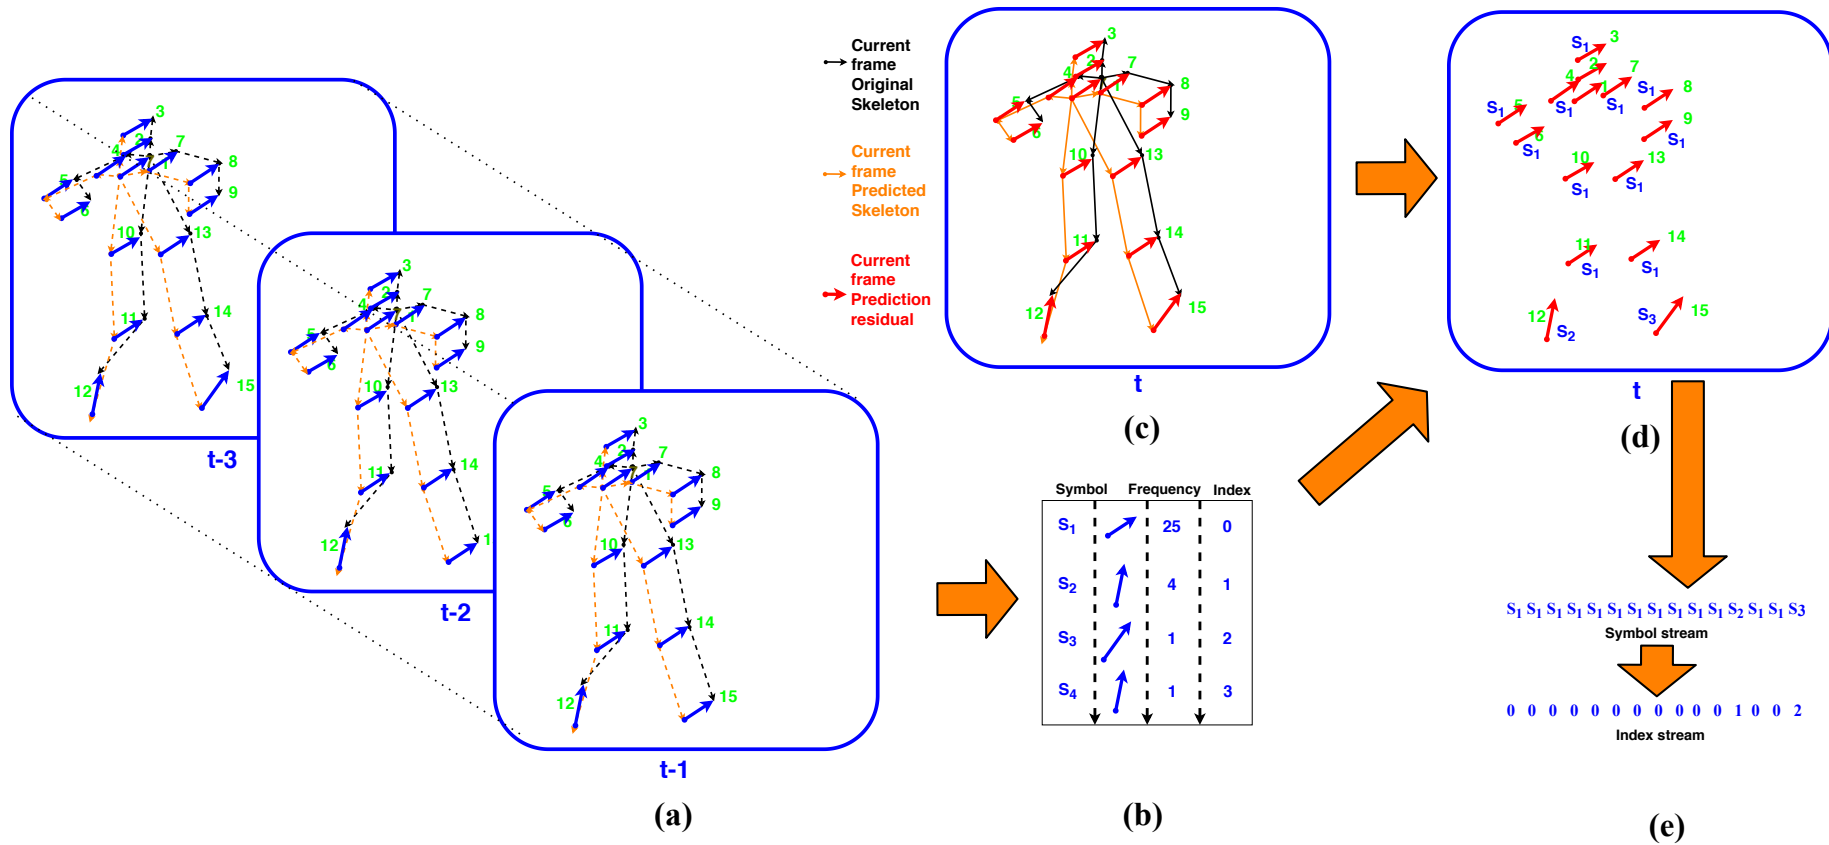 3
2
7
4
1
8
5
9
6
10
13
11
14
12
15
t-3
3
2
7
4
1
8
5
9
6
10
13
11
14
12
1
t-2
3
2
7
4
1
8
5
9
6
10
13
11
14
12
15
t-1
(a)
Current
frame
Original
Skeleton
Current
frame
Predicted
Skeleton
Current
frame
Prediction
residual
3
2
7
4
1
8
5
9
6
10
13
11
14
12
15
t
(c)
Symbol Frequency Index
S1 25 0
S2 4 1
S3 1 2
S4 1 3
(b)
S1 3
2
4 7
1
S1 S1 S1 8
S1 5
9
6 S1
S1
10 13
S1 S1
11 14
S1 S1
12 S2 S3 15
t
(d)
S1 S1 S1 S1 S1 S1 S1 S1 S1 S1 S1 S2 S1 S1 S3
Symbol stream
0 0 0 0 0 0 0 0 0 0 0 1 0 0 2
Index stream
(e)